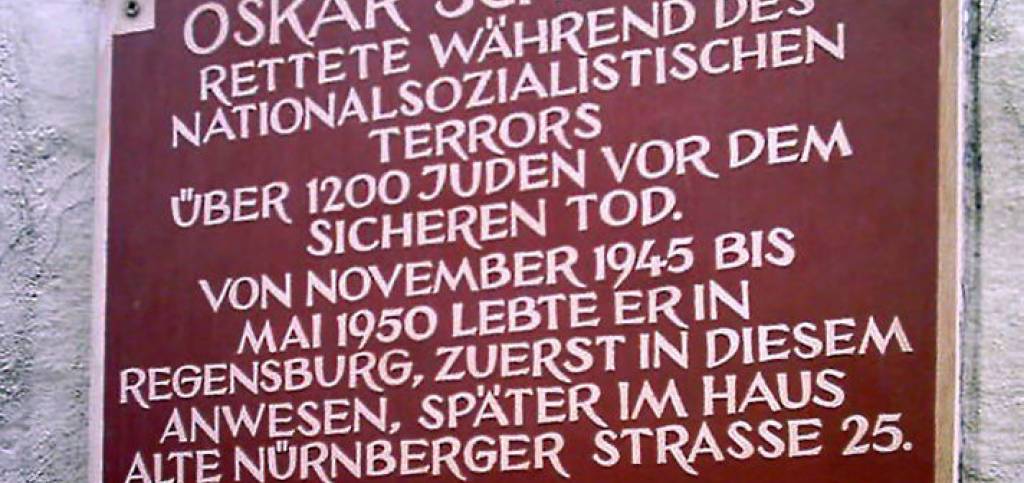 OSKAR
RETTETE WÄHREND DES
NATIONALSOZIALISTISCHEN
TERRORS
ÜBER 1200 JUDEN VOR DEM
SICHEREN TOD.
VON NOVEMBER 1945 BIS
MAI 1950 LEBTE ER IN
REGENSBURG, ZUERST IN DIESEM
ANWESEN, SPÄTER IM HAUS
ALTE NÜRNBERGER STRASSE 25.